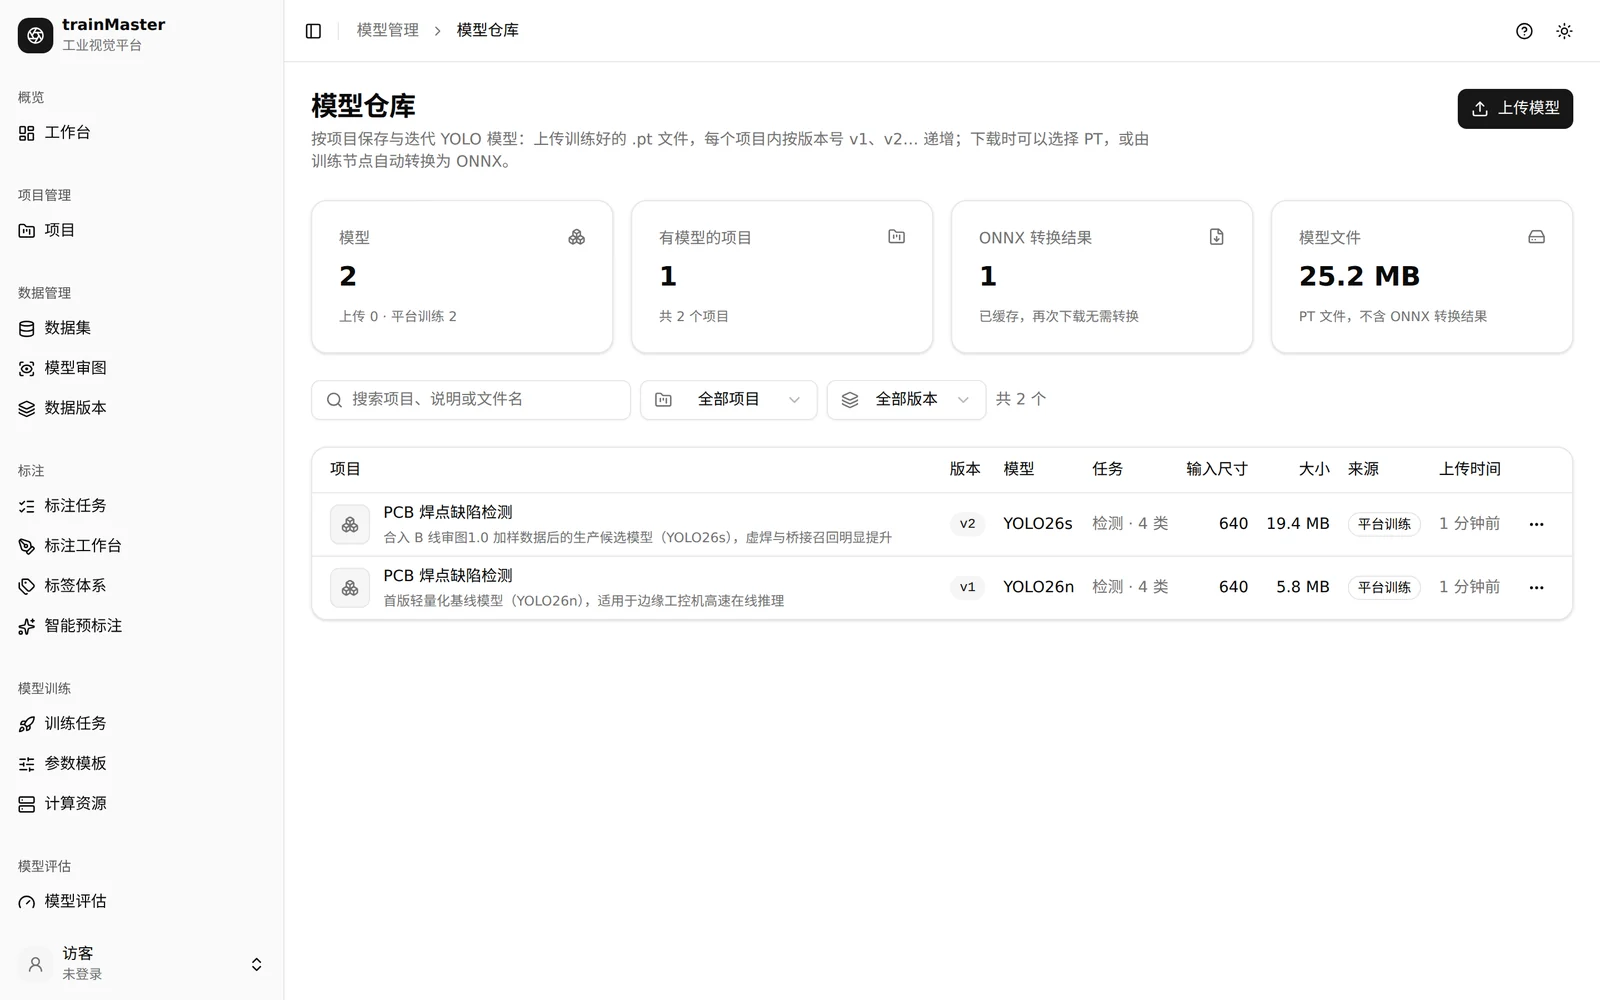 trainMaster
工业视觉平台
概览
工作台
项目管理
项目
数据管理
数据集
模型审图
数据版本
标注
标注任务
标注工作台
标签体系
智能预标注
模型训练
训练任务
参数模板
计算资源
模型评估
模型评估
访客
未登录
模型管理 > 模型仓库
模型仓库
按项目保存与迭代 YOLO 模型：上传训练好的 .pt 文件，每个项目内按版本号 v1、v2… 递增；下载时可以选择 PT，或由
训练节点自动转换为 ONNX。
上传模型
模型
2
上传 0 · 平台训练 2
有模型的项目
1
共 2 个项目
ONNX 转换结果
1
已缓存，再次下载无需转换
模型文件
25.2 MB
PT 文件，不含 ONNX 转换结果
搜索项目、说明或文件名 全部项目 全部版本 共 2 个
项目 版本 模型 任务 输入尺寸 大小 来源 上传时间
PCB 焊点缺陷检测
合入 B 线审图1.0 加样数据后的生产候选模型（YOLO26s），虚焊与桥接召回明显提升
v2 YOLO26s 检测 · 4 类 640 19.4 MB 平台训练 1 分钟前
PCB 焊点缺陷检测
首版轻量化基线模型（YOLO26n），适用于边缘工控机高速在线推理
v1 YOLO26n 检测 · 4 类 640 5.8 MB 平台训练 1 分钟前